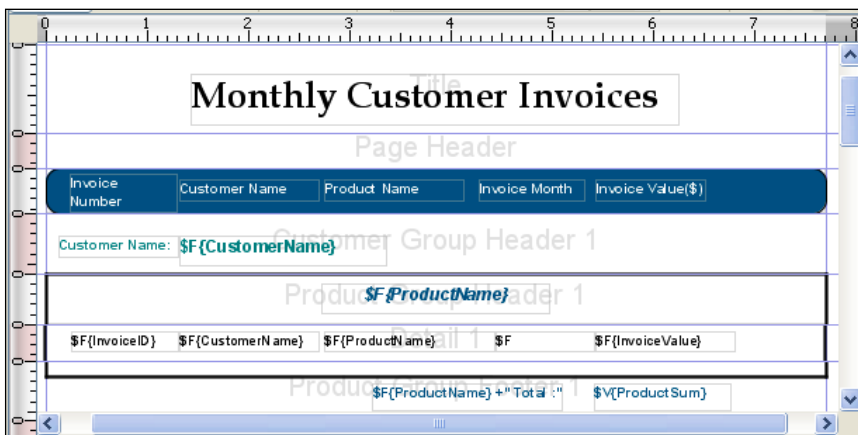 0 1 2 3 4 5 6 7 8
Title
Monthly Customer Invoices
Page Header
Invoice Number
Customer Name
Product Name
Invoice Month
Invoice Value($)
Customer Group Header 1
Customer Name: $F{CustomerName}
Product Group Header 1
$F{ProductName}
Detail 1
$F{InvoiceID} $F{CustomerName} $F{ProductName} $F $F{InvoiceValue}
Product Group Footer 1
$F{ProductName} +" Total :" $V{ProductSum}